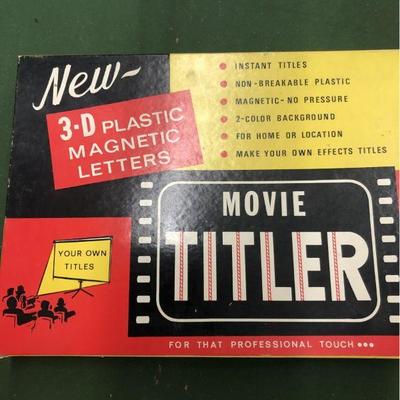 New-
3-D PLASTIC
MAGNETIC
LETTERS
• INSTANT TITLES
• NON-BREAKABLE PLASTIC
• MAGNETIC-NO PRESSURE
• 2-COLOR BACKGROUND
• FOR HOME OR LOCATION
• MAKE YOUR OWN EFFECTS TITLES
MOVIE
TITLER
YOUR OWN
TITLES
FOR THAT PROFESSIONAL TOUCH •••